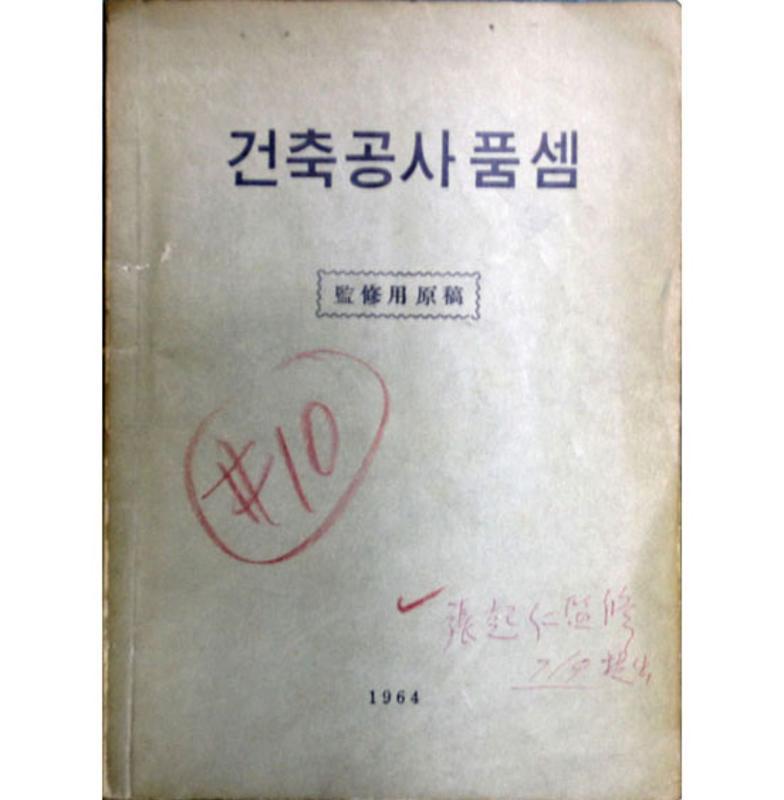 건축공사 품셈
監修用原稿
#10
張起仁監修
提出
1964